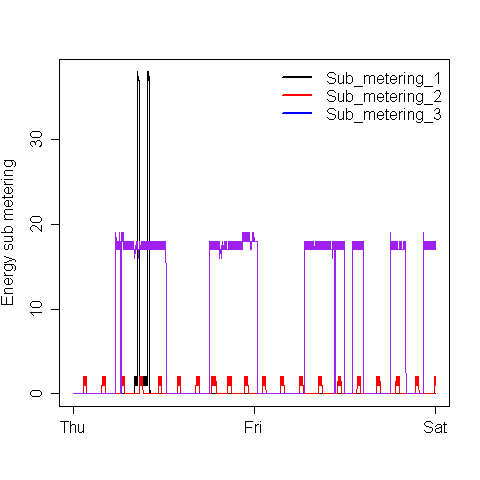 Sub_metering_1
Sub_metering_2
Sub_metering_3
Energy sub metering
30
20
10
0
Thu Fri Sat